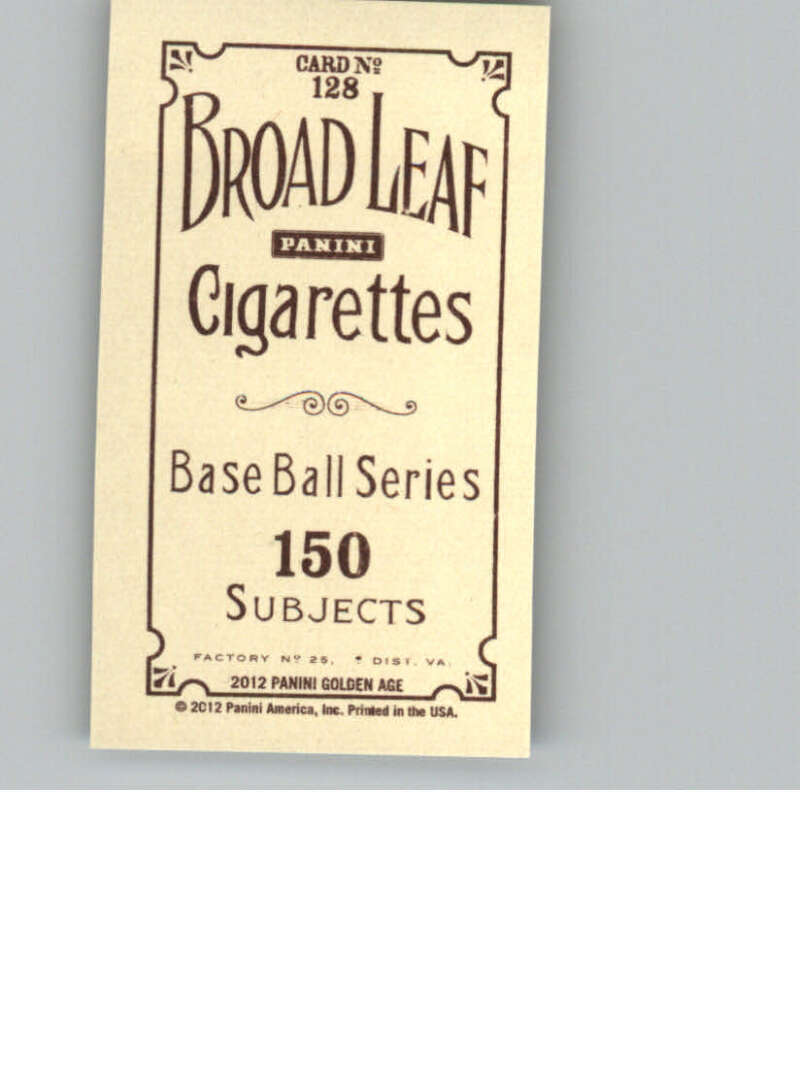 CARD Nº
128
BROAD LEAF
PANINI
Cigarettes
Base Ball Series
150
SUBJECTS
FACTORY Nº 25, DIST. VA.
2012 PANINI GOLDEN AGE
© 2012 Panini America, Inc. Printed in the USA.